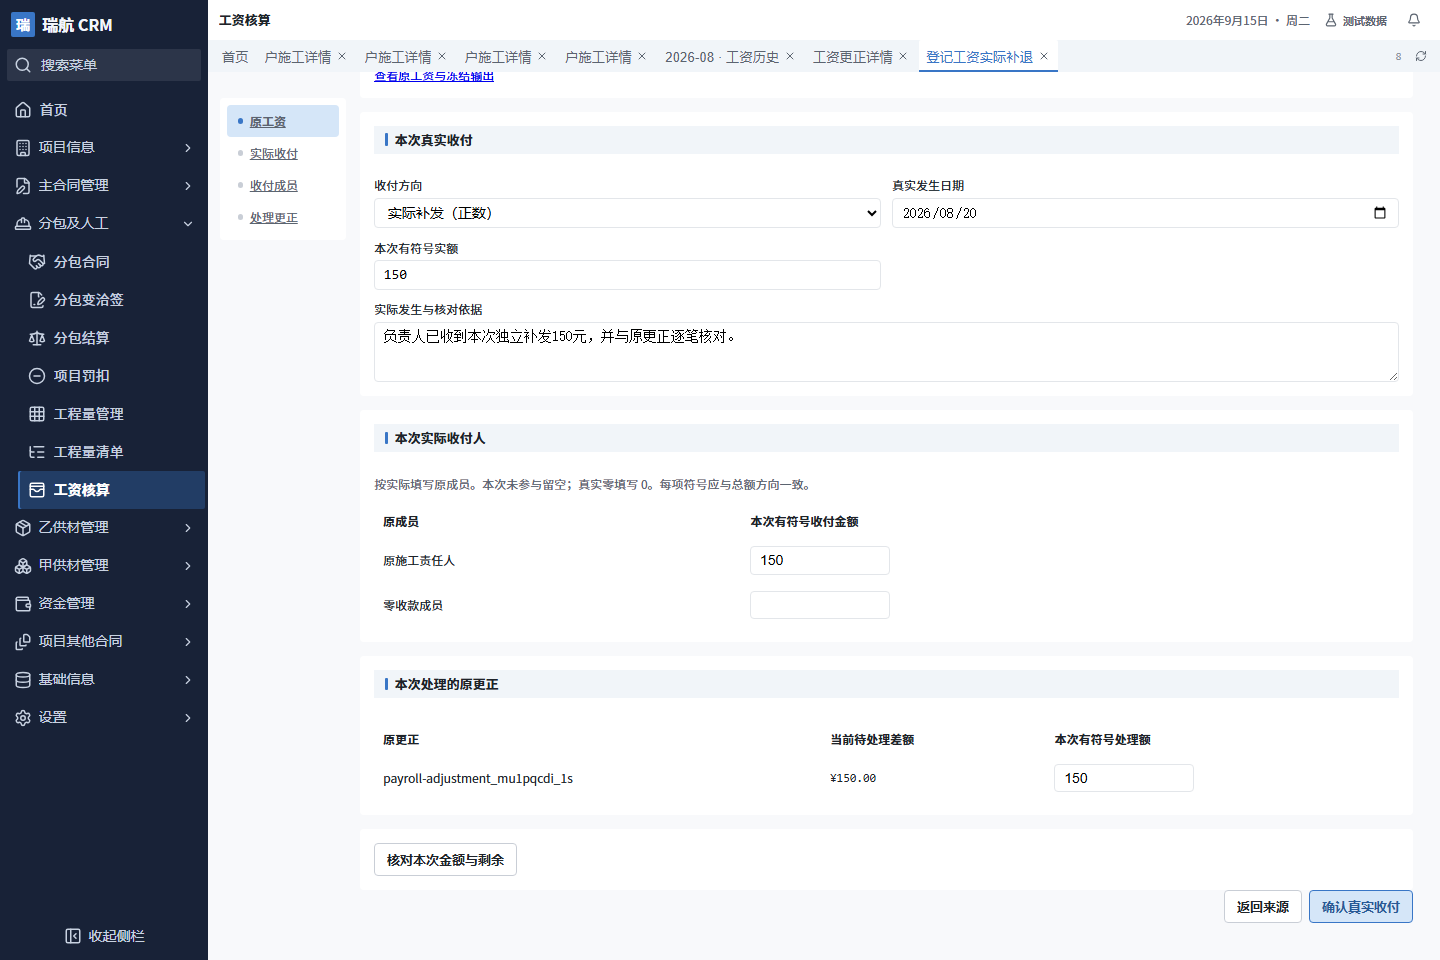 瑞 瑞航 CRM
搜索菜单
首页
项目信息
主合同管理
分包及人工
分包合同
分包变洽签
分包结算
项目罚扣
工程量管理
工程量清单
工资核算
乙供材管理
甲供材管理
资金管理
项目其他合同
基础信息
设置
收起侧栏
工资核算
2026年9月15日 · 周二 测试数据
首页 户施工详情 户施工详情 户施工详情 户施工详情 2026-08 · 工资历史 工资更正详情 登记工资实际补退 8
查看原工资与冻结输出
原工资
实际收付
收付成员
处理更正
本次真实收付
收付方向 真实发生日期
实际补发（正数） 2026/08/20
本次有符号实额
150
实际发生与核对依据
负责人已收到本次独立补发150元，并与原更正逐笔核对。
本次实际收付人
按实际填写原成员。本次未参与留空；真实零填写 0。每项符号应与总额方向一致。
原成员 本次有符号收付金额
原施工责任人 150
零收款成员
本次处理的原更正
原更正 当前待处理差额 本次有符号处理额
payroll-adjustment_mu1pqcdi_1s ¥150.00 150
核对本次金额与剩余
返回来源 确认真实收付